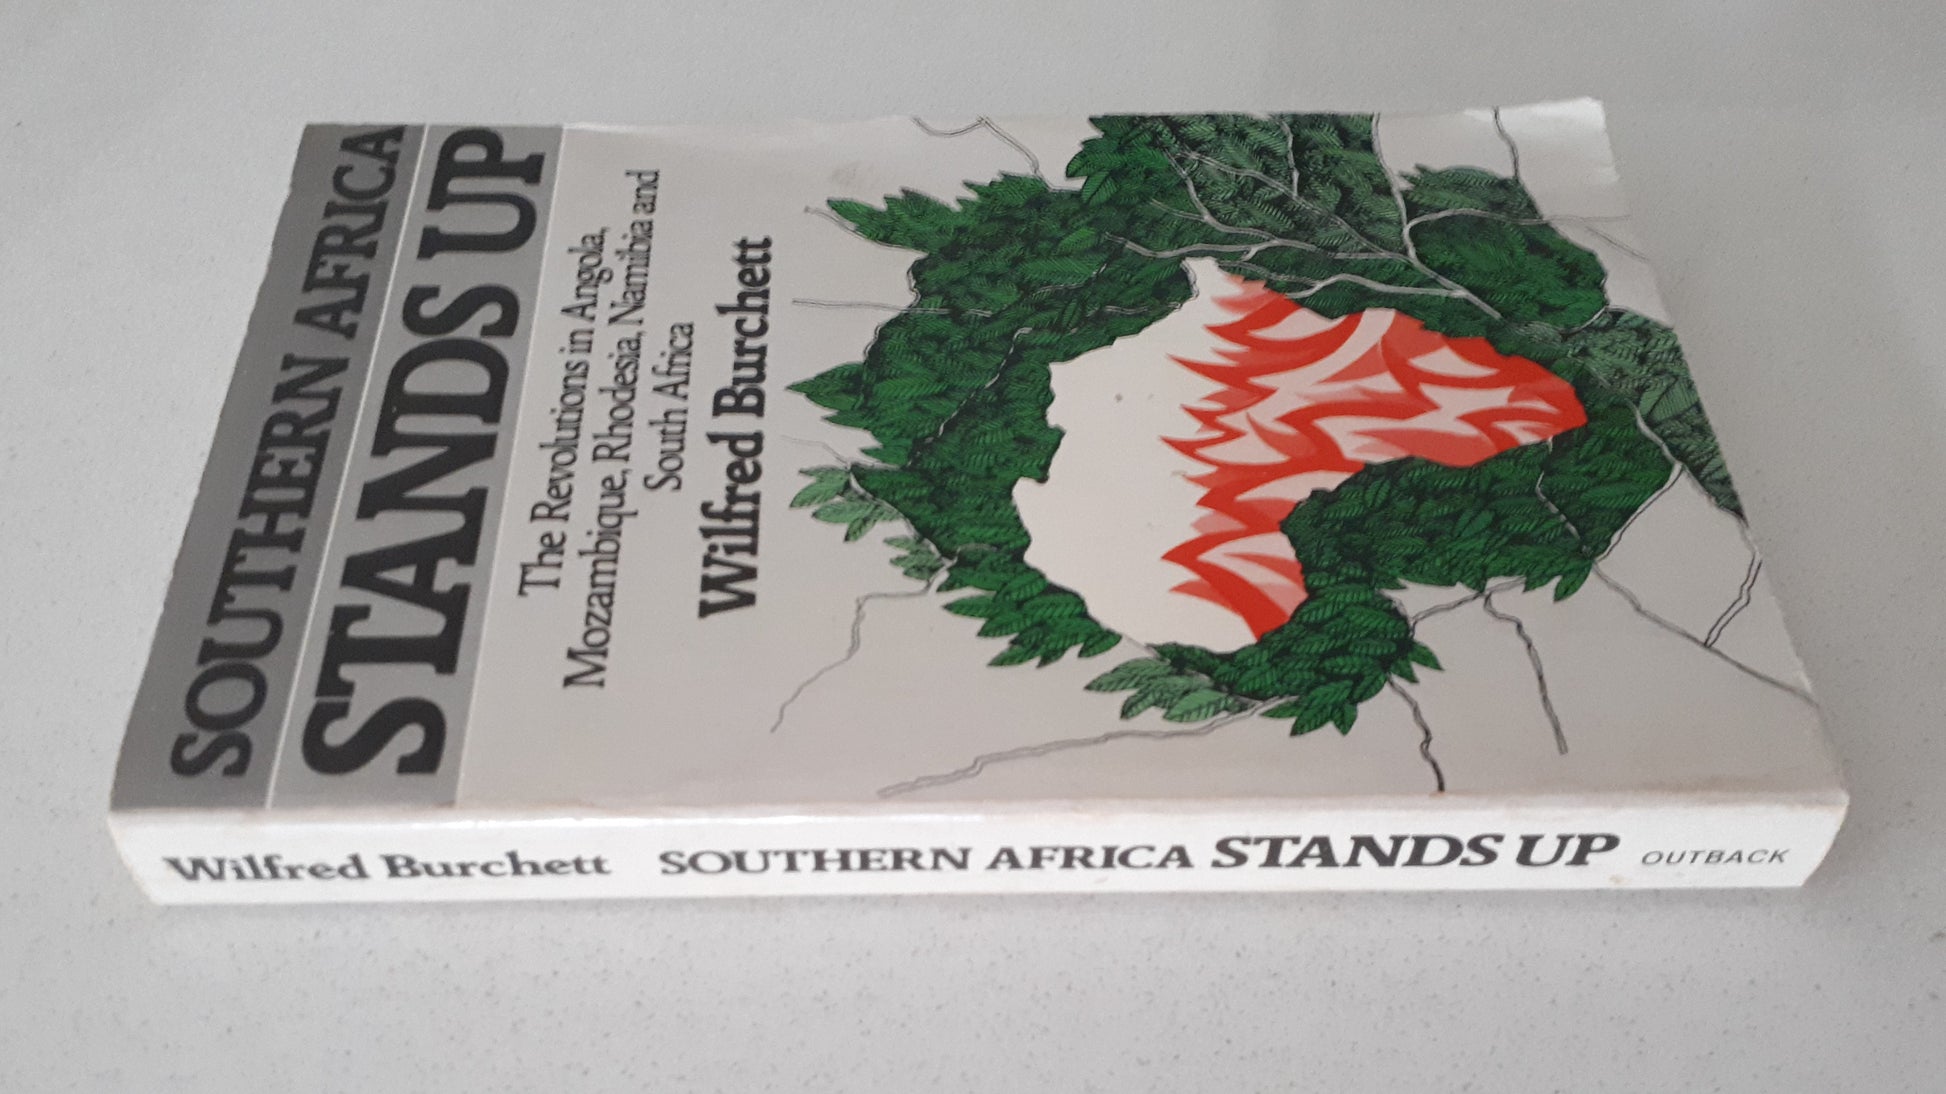 SOUTHERN AFRICA
STANDS UP
The Revolutions in Angola,
Mozambique, Rhodesia, Namibia and
South Africa
Wilfred Burchett
Wilfred Burchett SOUTHERN AFRICA STANDS UP OUTBACK